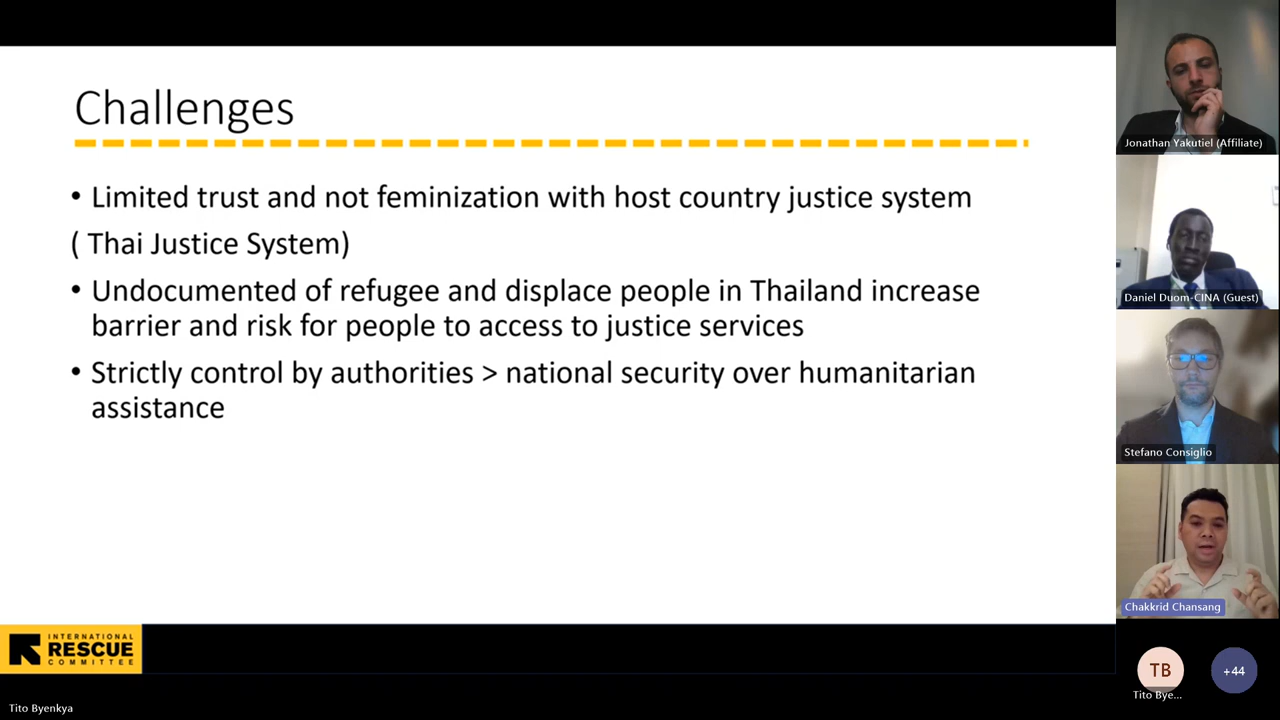 Challenges
• Limited trust and not feminization with host country justice system
( Thai Justice System)
• Undocumented of refugee and displace people in Thailand increase
barrier and risk for people to access to justice services
• Strictly control by authorities > national security over humanitarian
assistance
INTERNATIONAL
RESCUE
COMMITTEE
Tito Byenkya
Jonathan Yakutiel (Affiliate)
Daniel Duom-CINA (Guest)
Stefano Consiglio
Chakkrid Chansang
TB
+44
Tito Bye...